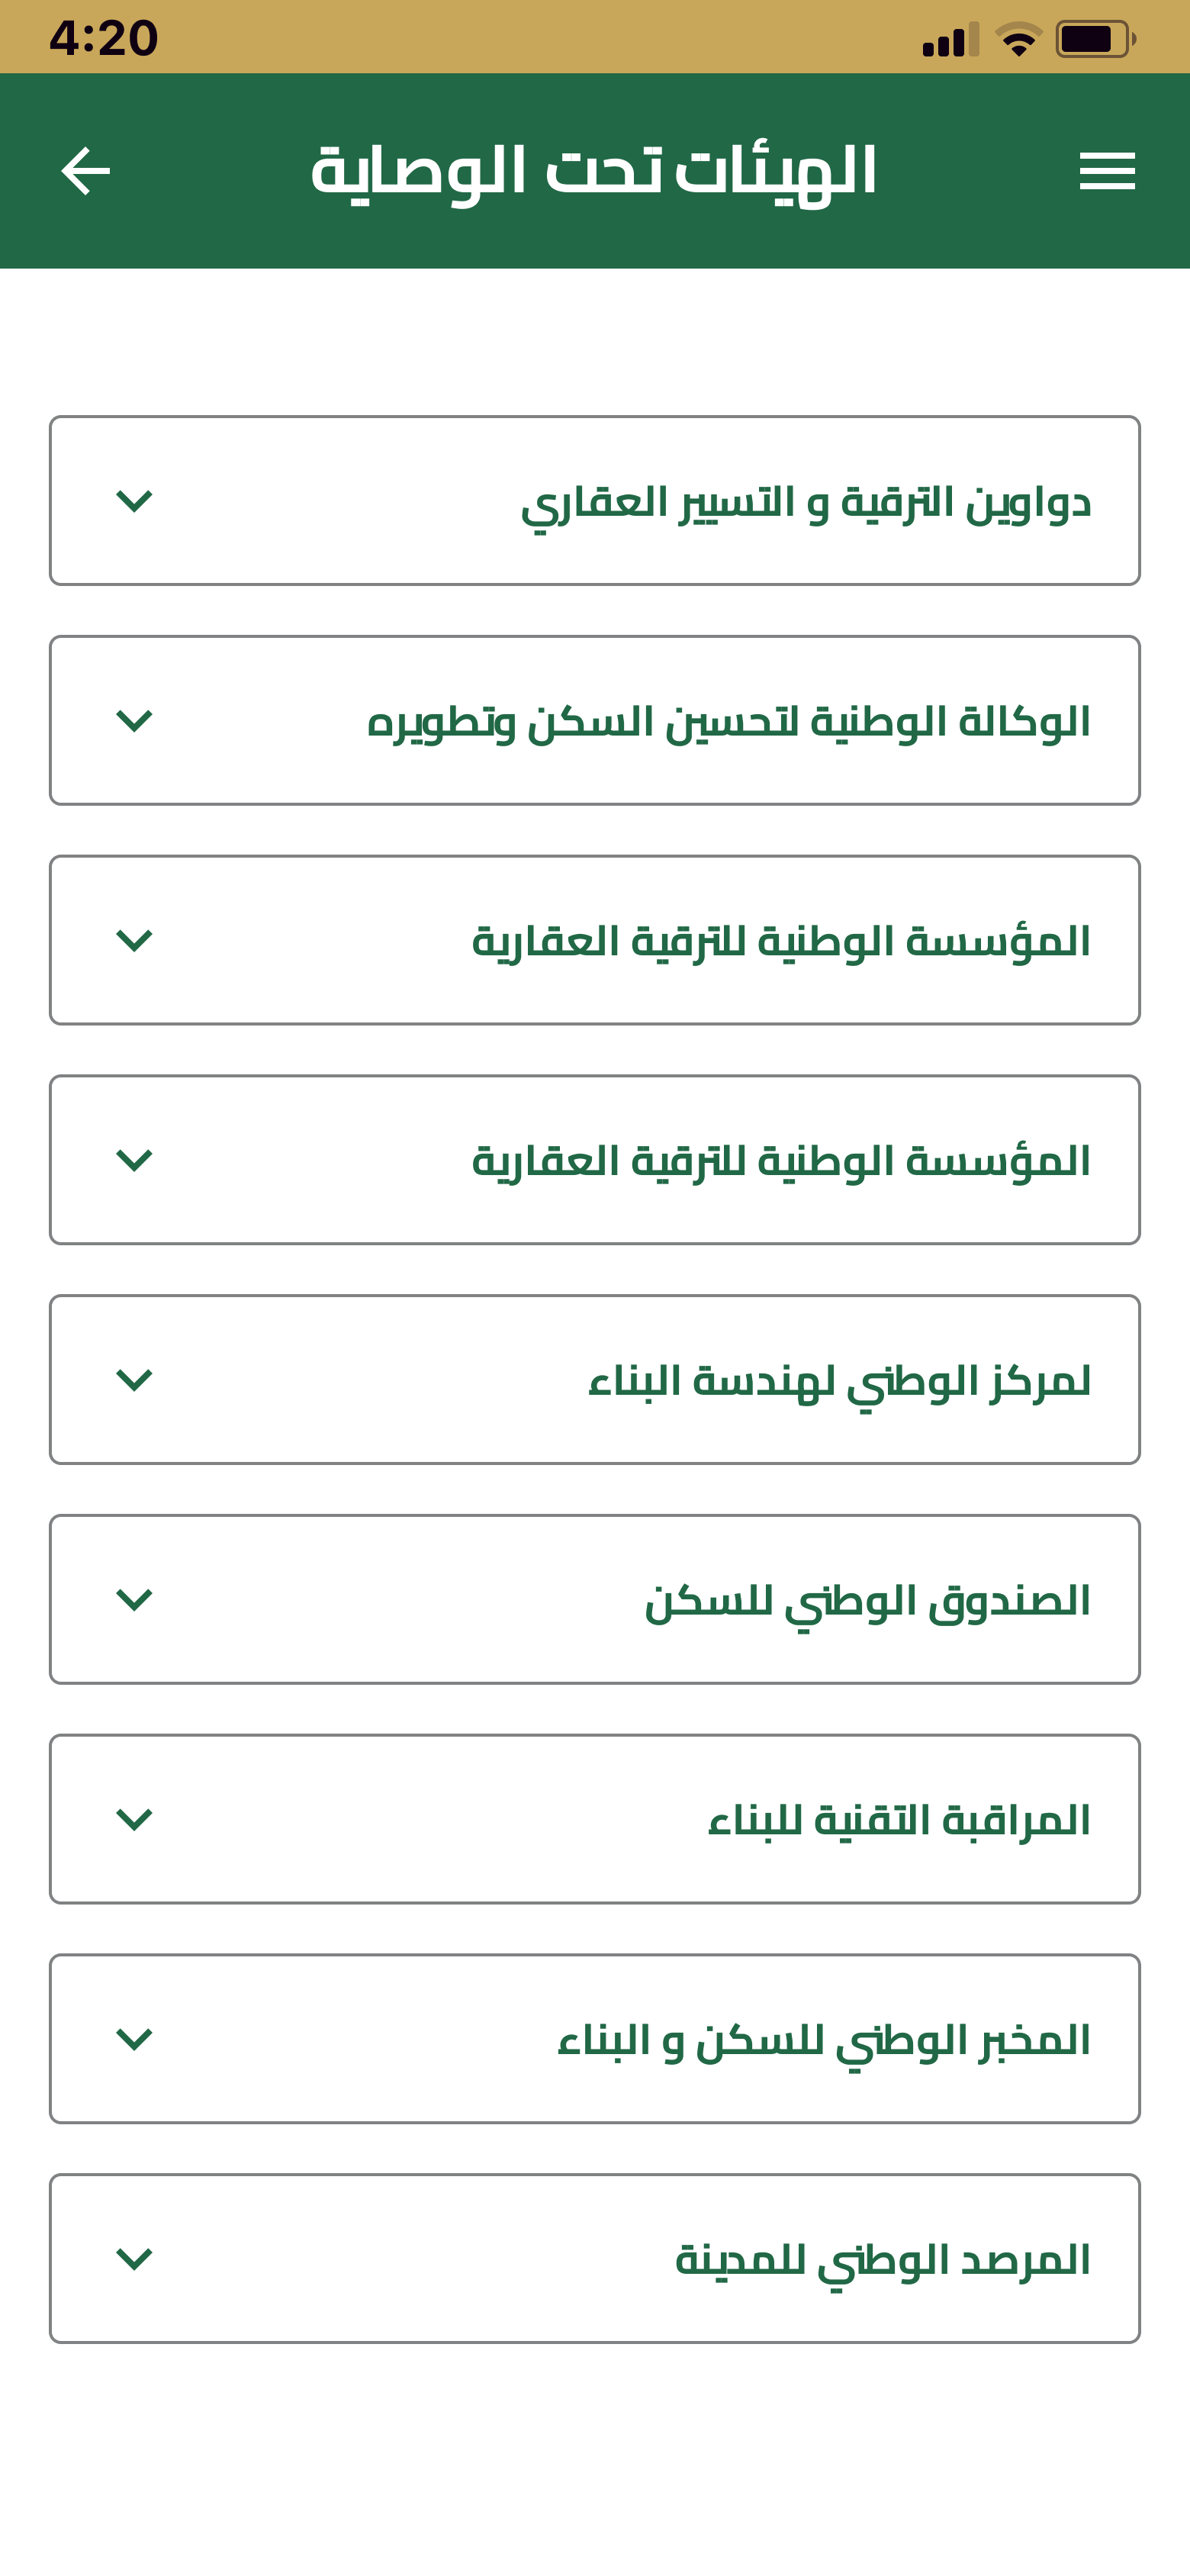 4:20
الهيئات تحت الوصاية
دواوين الترقية و التسيير العقاري
الوكالة الوطنية لتحسين السكن وتطويره
المؤسسة الوطنية للترقية العقارية
المؤسسة الوطنية للترقية العقارية
لمركز الوطني لهندسة البناء
الصندوق الوطني للسكن
المراقبة التقنية للبناء
المخبر الوطني للسكن و البناء
المرصد الوطني للمدينة